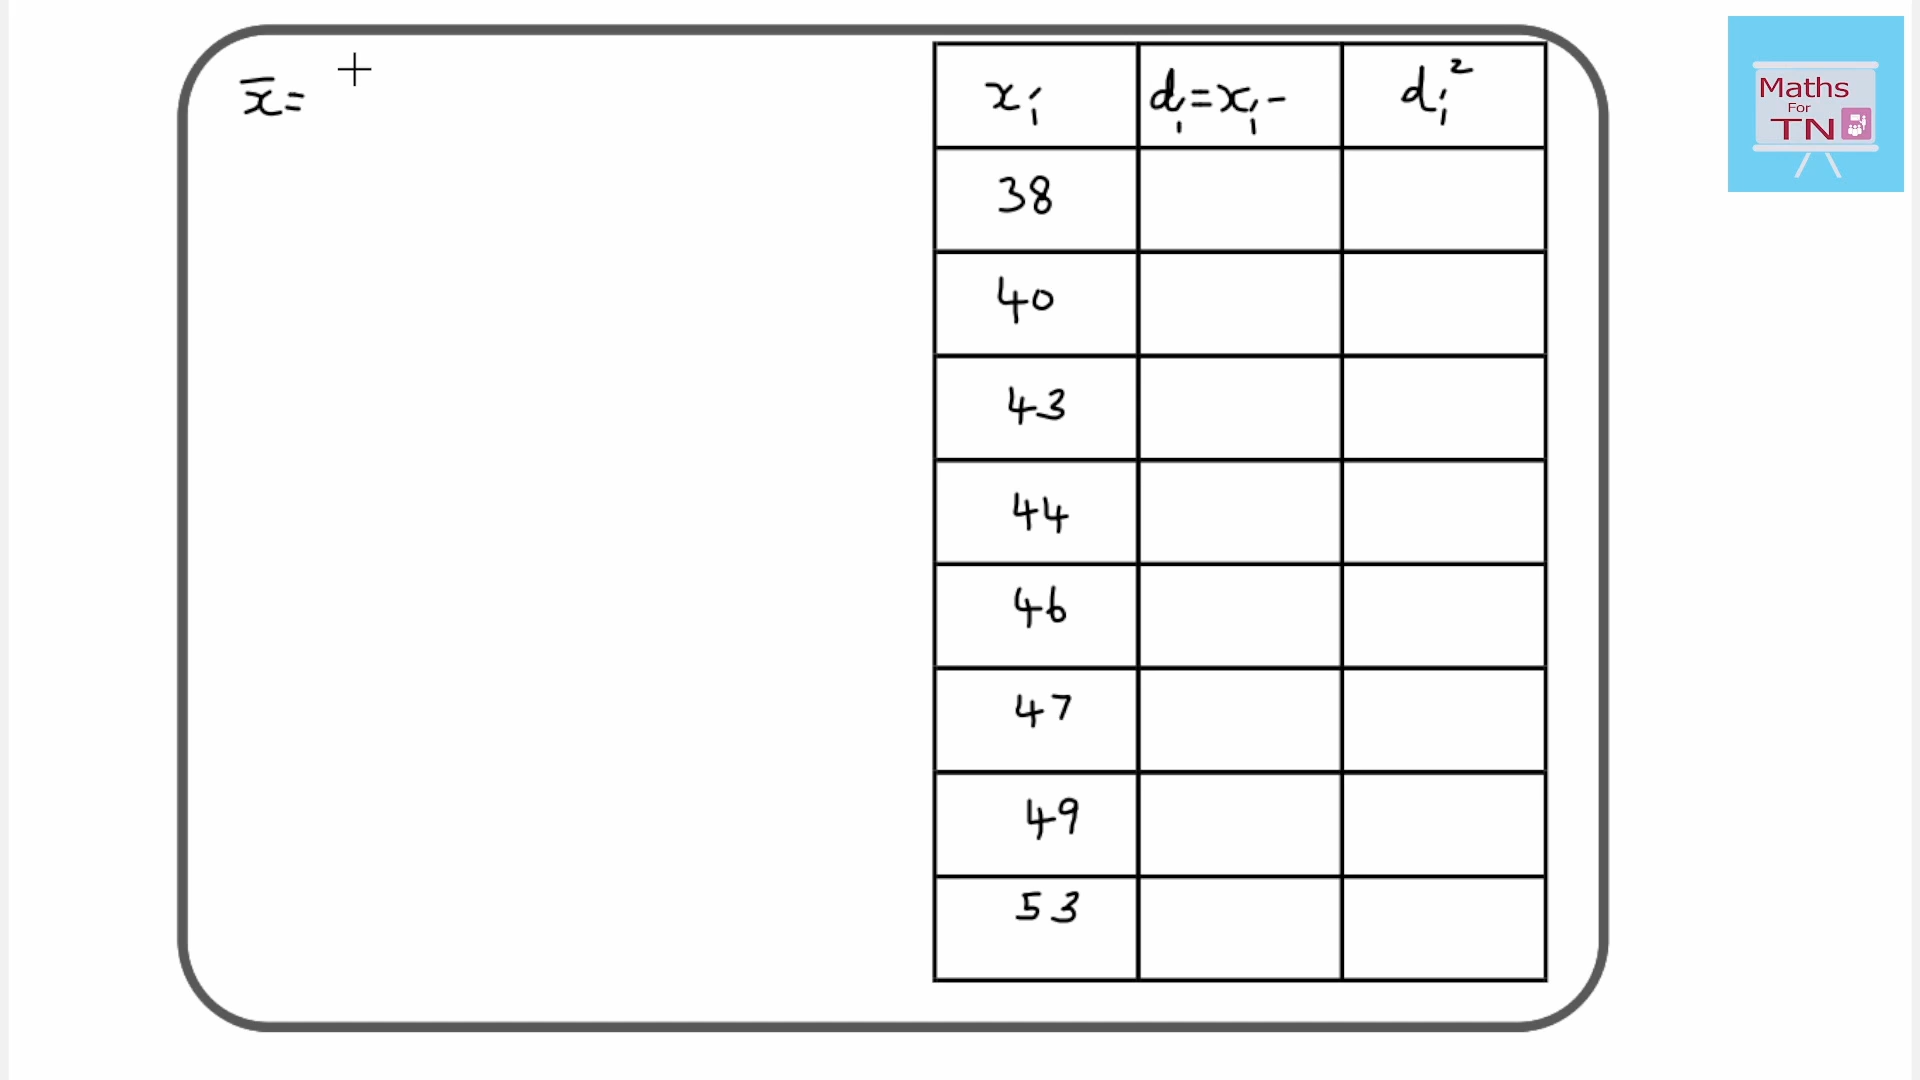 x̄=
xᵢ dᵢ=xᵢ- dᵢ²
38
40
43
44
46
47
49
53
Maths
For
TN